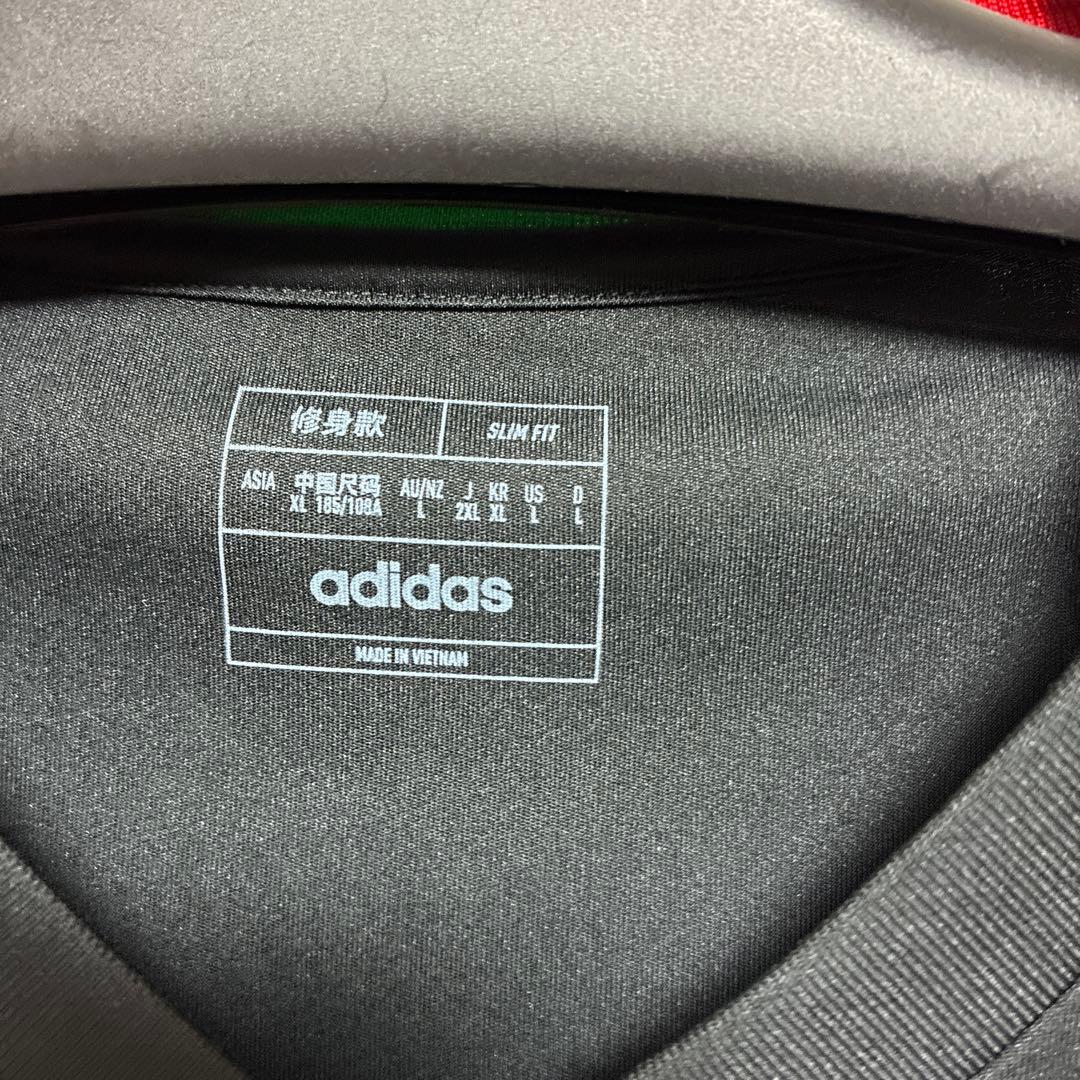 修身款 SLIM FIT
ASIA 中国尺码 AU/NZ J KR US D
XL 185/108A L 2XL XL L L
adidas
MADE IN VIETNAM